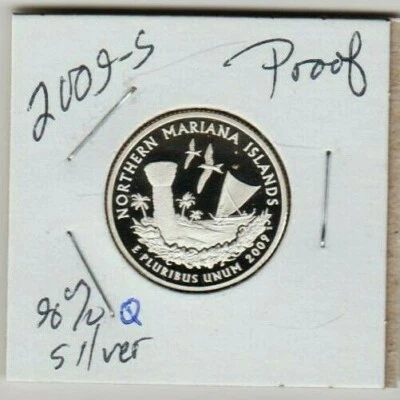 2009-S Proof
NORTHERN MARIANA ISLANDS
E PLURIBUS UNUM 2009
90% Q
silver